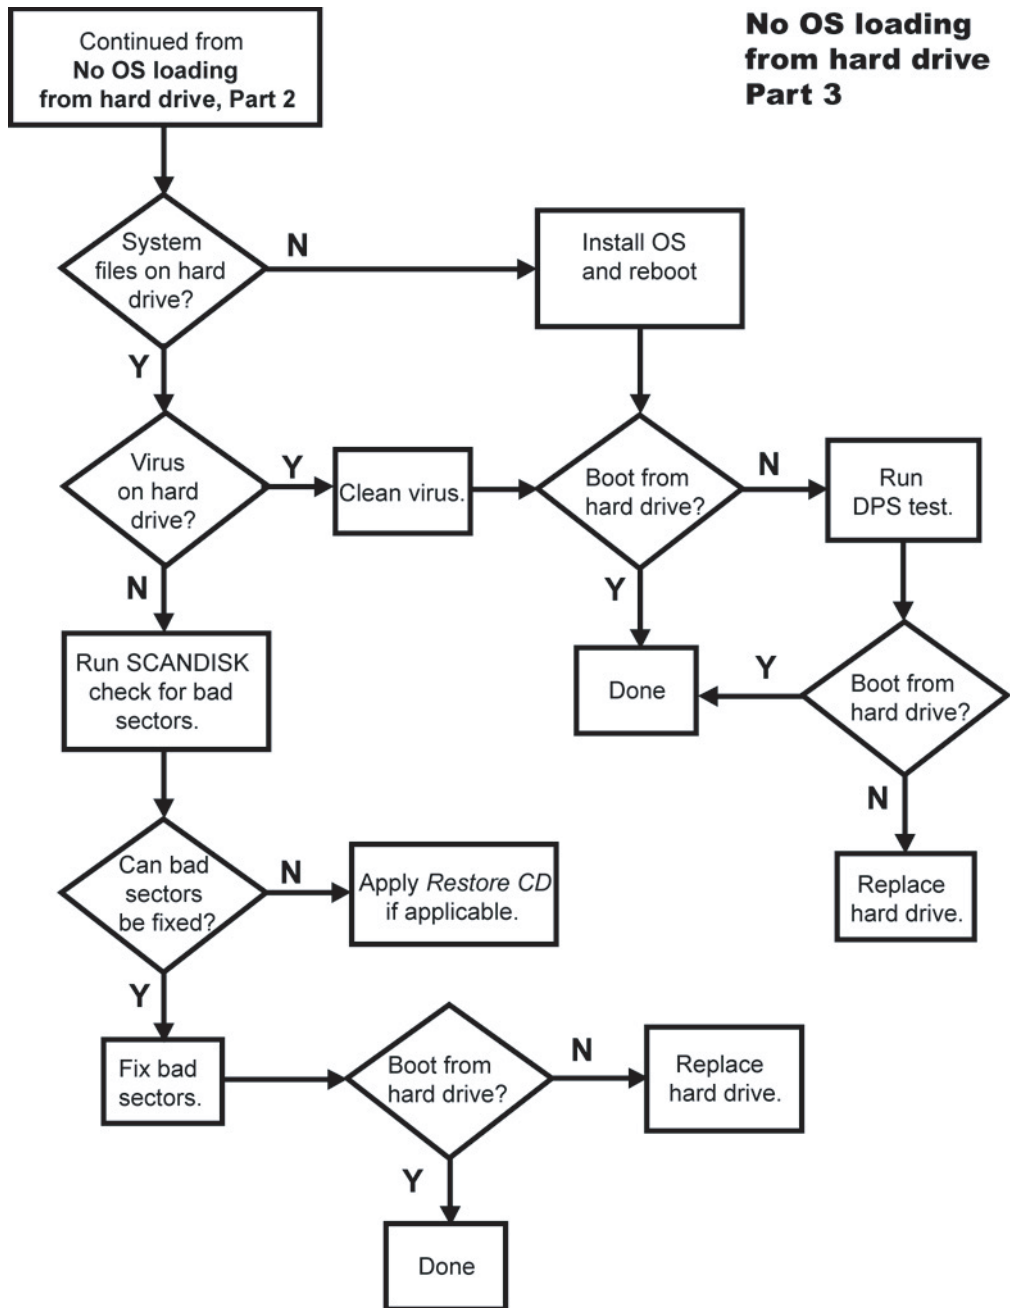 No OS loading
from hard drive
Part 3
Continued from
No OS loading
from hard drive, Part 2
System
files on hard
drive?
N
Y
Install OS
and reboot
Virus
on hard
drive?
Y
N
Clean virus.
Boot from
hard drive?
N
Y
Run
DPS test.
Run SCANDISK
check for bad
sectors.
Done
Y
Boot from
hard drive?
N
Can bad
sectors
be fixed?
N
Y
Apply Restore CD
if applicable.
Replace
hard drive.
Fix bad
sectors.
Boot from
hard drive?
N
Y
Replace
hard drive.
Done